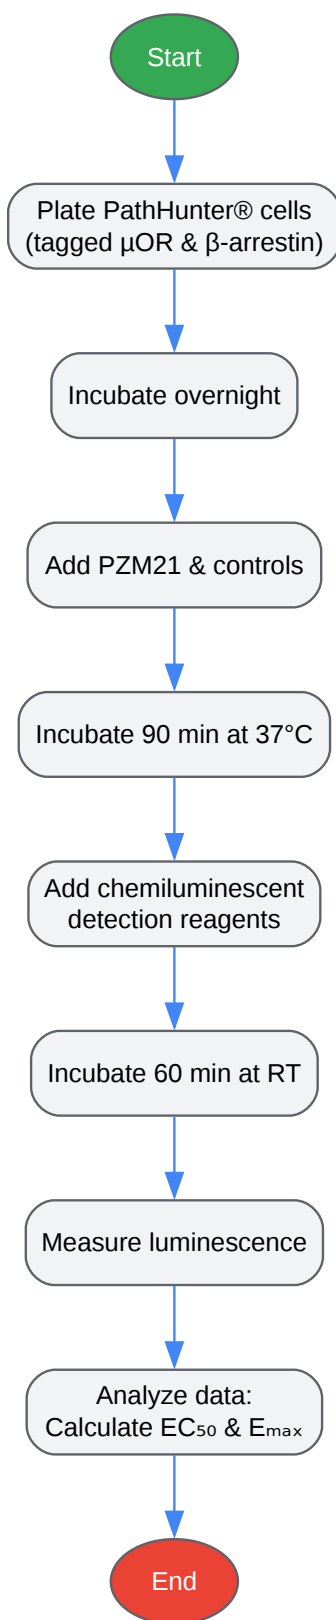 Start
Plate PathHunter® cells
(tagged µOR & β-arrestin)
Incubate overnight
Add PZM21 & controls
Incubate 90 min at 37°C
Add chemiluminescent
detection reagents
Incubate 60 min at RT
Measure luminescence
Analyze data:
Calculate EC₅₀ & Eₘₐₓ
End